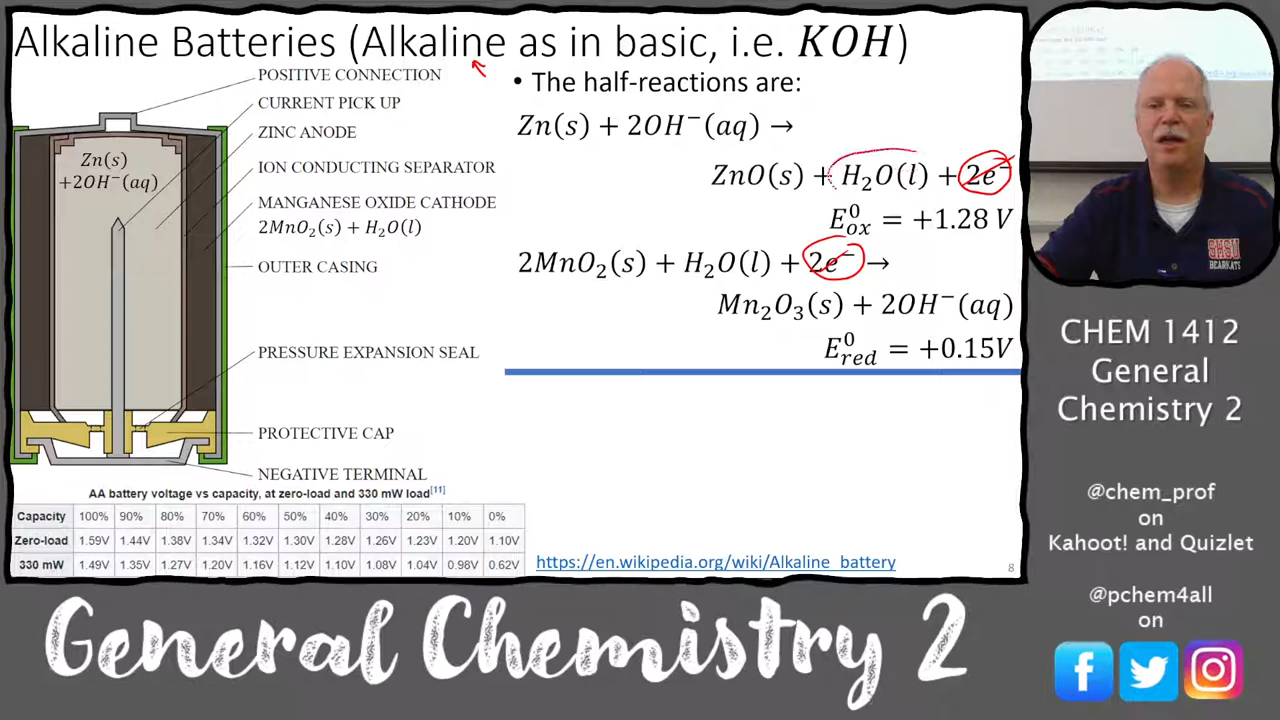 Alkaline Batteries (Alkaline as in basic, i.e. KOH)
POSITIVE CONNECTION
CURRENT PICK UP
ZINC ANODE
ION CONDUCTING SEPARATOR
MANGANESE OXIDE CATHODE
2MnO₂(s) + H₂O(l)
OUTER CASING
PRESSURE EXPANSION SEAL
PROTECTIVE CAP
NEGATIVE TERMINAL
Zn(s)
+2OH⁻(aq)
• The half-reactions are:
Zn(s) + 2OH⁻(aq) →
ZnO(s) + H₂O(l) + 2e⁻
E⁰ₒₓ = +1.28 V
2MnO₂(s) + H₂O(l) + 2e⁻ →
Mn₂O₃(s) + 2OH⁻(aq)
E⁰red = +0.15V
AA battery voltage vs capacity, at zero-load and 330 mW load[11]
Capacity 100% 90% 80% 70% 60% 50% 40% 30% 20% 10% 0%
Zero-load 1.59V 1.44V 1.38V 1.34V 1.32V 1.30V 1.28V 1.26V 1.23V 1.20V 1.10V
330 mW 1.49V 1.35V 1.27V 1.20V 1.16V 1.12V 1.10V 1.08V 1.04V 0.98V 0.62V
https://en.wikipedia.org/wiki/Alkaline_battery
8
SHSU
BEARKATS
CHEM 1412
General
Chemistry 2
@chem_prof
on
Kahoot! and Quizlet
@pchem4all
on
General Chemistry 2